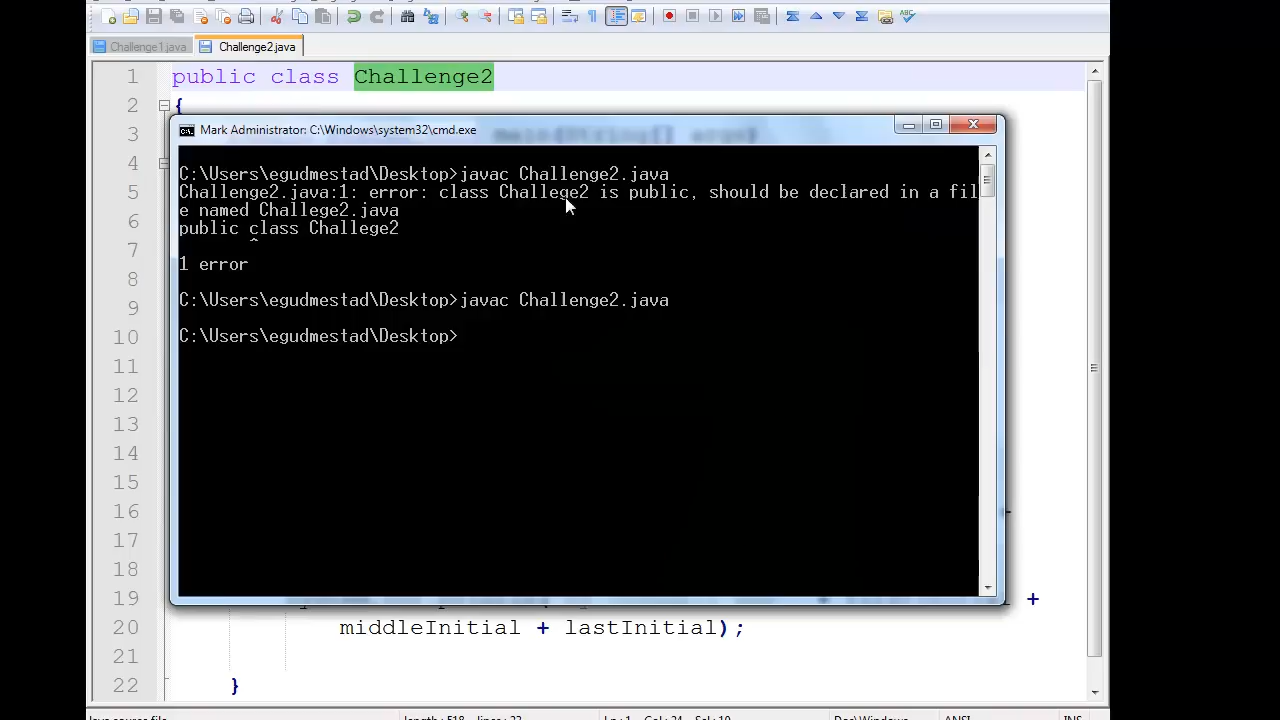 Challenge1.java Challenge2.java
1 public class Challenge2
2 {
3 main(String[] args)
4
5
6
7
8
9
10
11
12
13
14
15
16
17
18
19 +
20 middleInitial + lastInitial);
21
22 }
Mark Administrator: C:\Windows\system32\cmd.exe
C:\Users\egudmestad\Desktop>javac Challenge2.java
Challenge2.java:1: error: class Challege2 is public, should be declared in a fil
e named Challege2.java
public class Challege2
^
1 error
C:\Users\egudmestad\Desktop>javac Challenge2.java
C:\Users\egudmestad\Desktop>